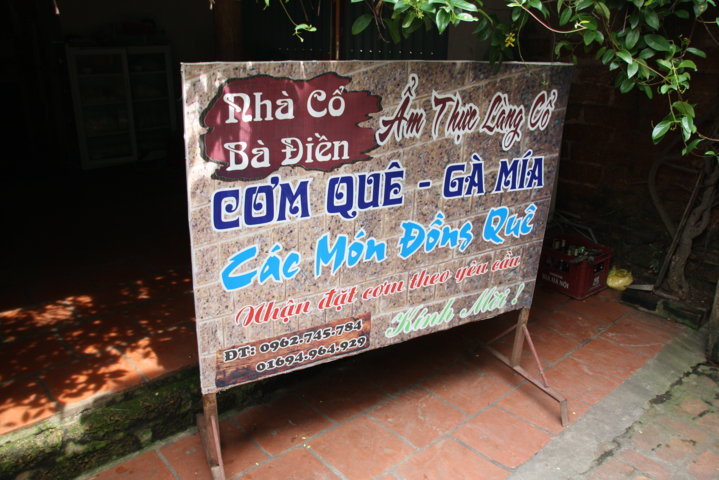 Nhà Cổ
Bà Điền
Ẩm Thực Làng Cổ
CƠM QUÊ - GÀ MÍA
Các Món Đồng Quê
Nhận đặt cơm theo yêu cầu
Kính Mời !
ĐT: 0962.745.784
01694.964.929